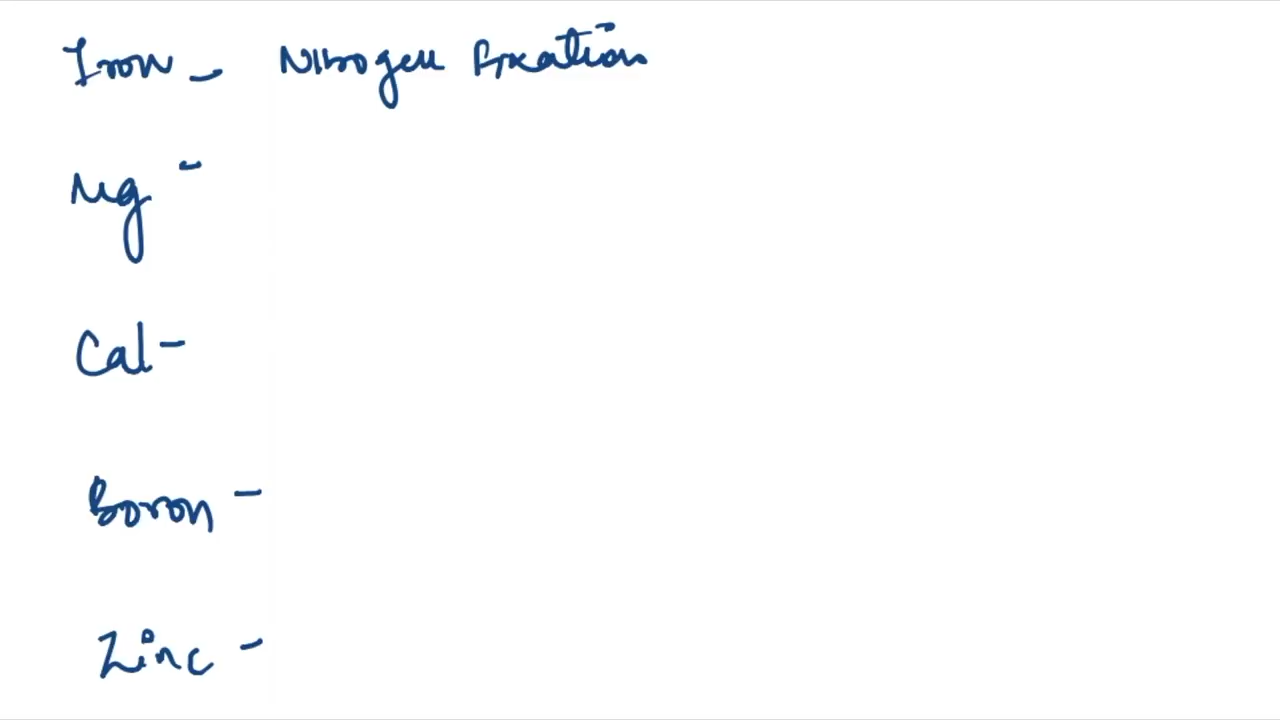 Iron - Nitrogen fixation
Mg -
Cal -
Boron -
Zinc -